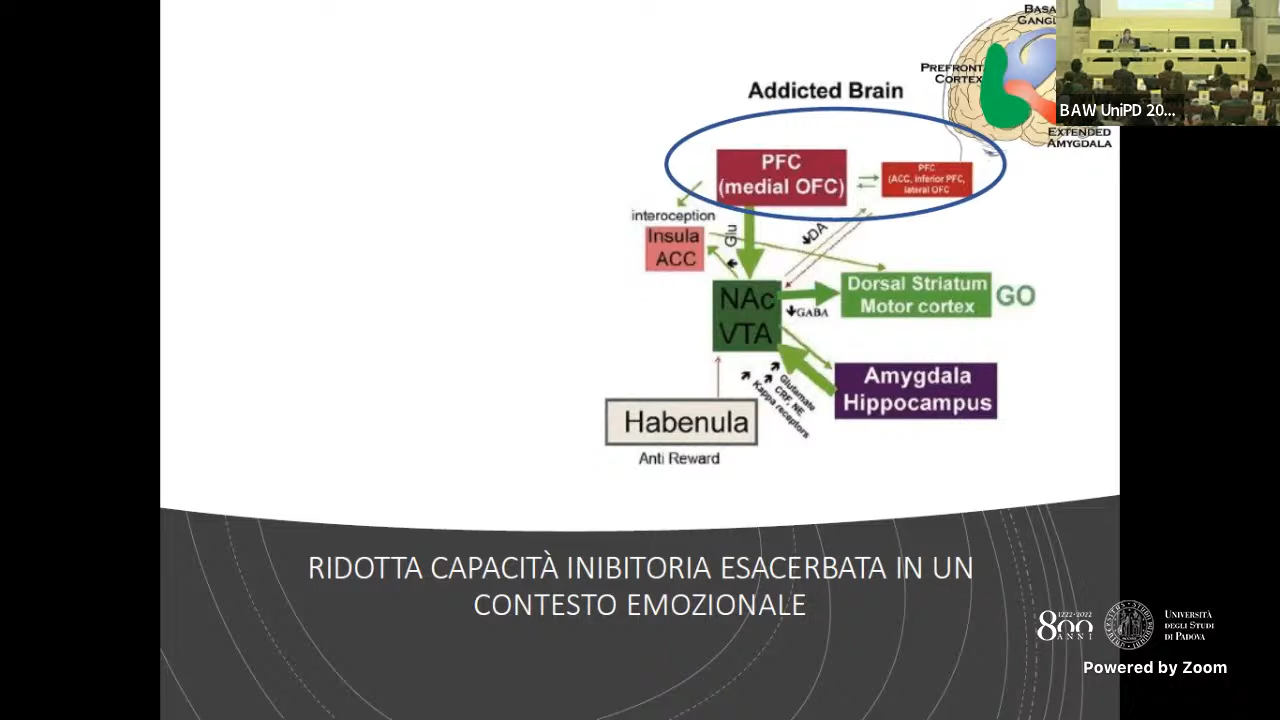 BASA
GANGL
PREFRONT
CORTEX
EXTENDED
AMYGDALA
BAW UniPD 20...
Addicted Brain
PFC
(medial OFC)
PFC
(ACC, inferior PFC,
lateral OFC
interoception
Insula
ACC
Glu
DA
NAc
VTA
GABA
Dorsal Striatum
Motor cortex
GO
Amygdala
Hippocampus
Glutamate
CRF, NE
Kappa receptors
Habenula
Anti Reward
RIDOTTA CAPACITÀ INIBITORIA ESACERBATA IN UN
CONTESTO EMOZIONALE
1222·2022
800
ANNI
UNIVERSITÀ
DEGLI STUDI
DI PADOVA
Powered by Zoom